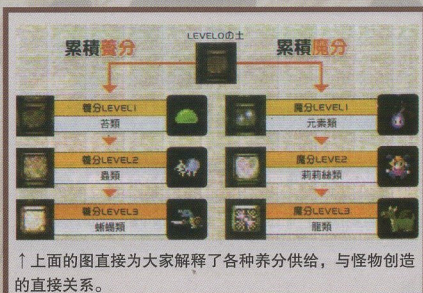 LEVEL0の土
累積養分
累積魔分
養分LEVEL1
苔類
魔分LEVEL1
元素類
養分LEVEL2
蟲類
魔分LEVE2
莉莉絲類
養分LEVEL3
蜥蜴類
魔分LEVEL3
龍類
↑上面的图直接为大家解释了各种养分供给，与怪物创造
的直接关系。